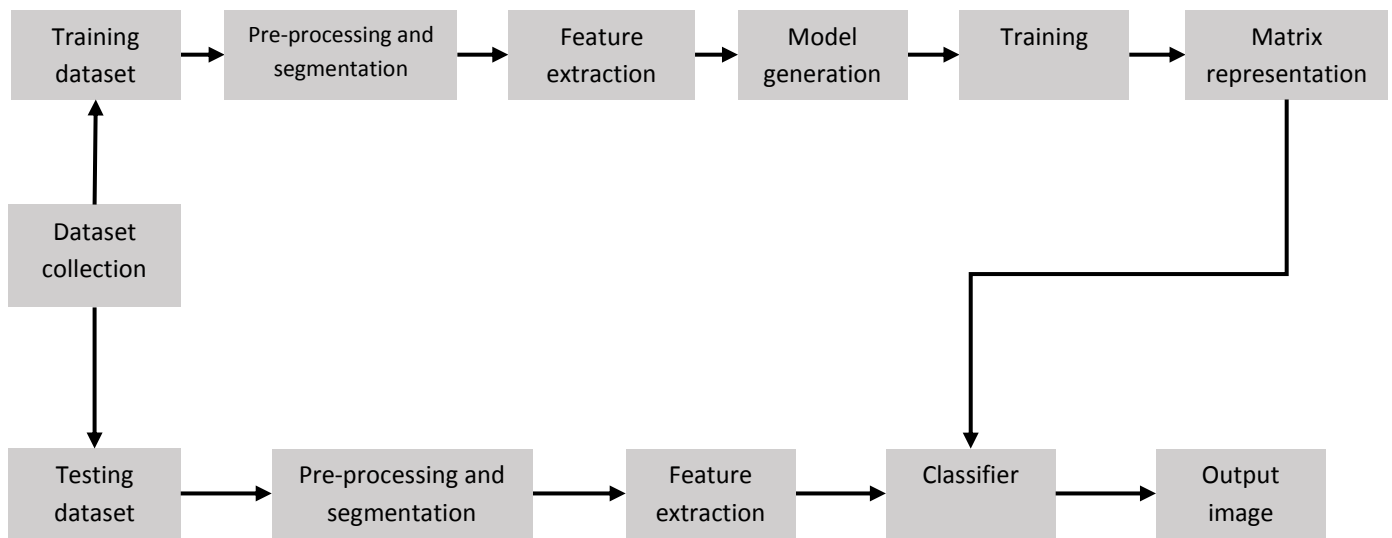 Training
dataset
Pre-processing and
segmentation
Feature
extraction
Model
generation
Training
Matrix
representation
Dataset
collection
Testing
dataset
Pre-processing and
segmentation
Feature
extraction
Classifier
Output
image